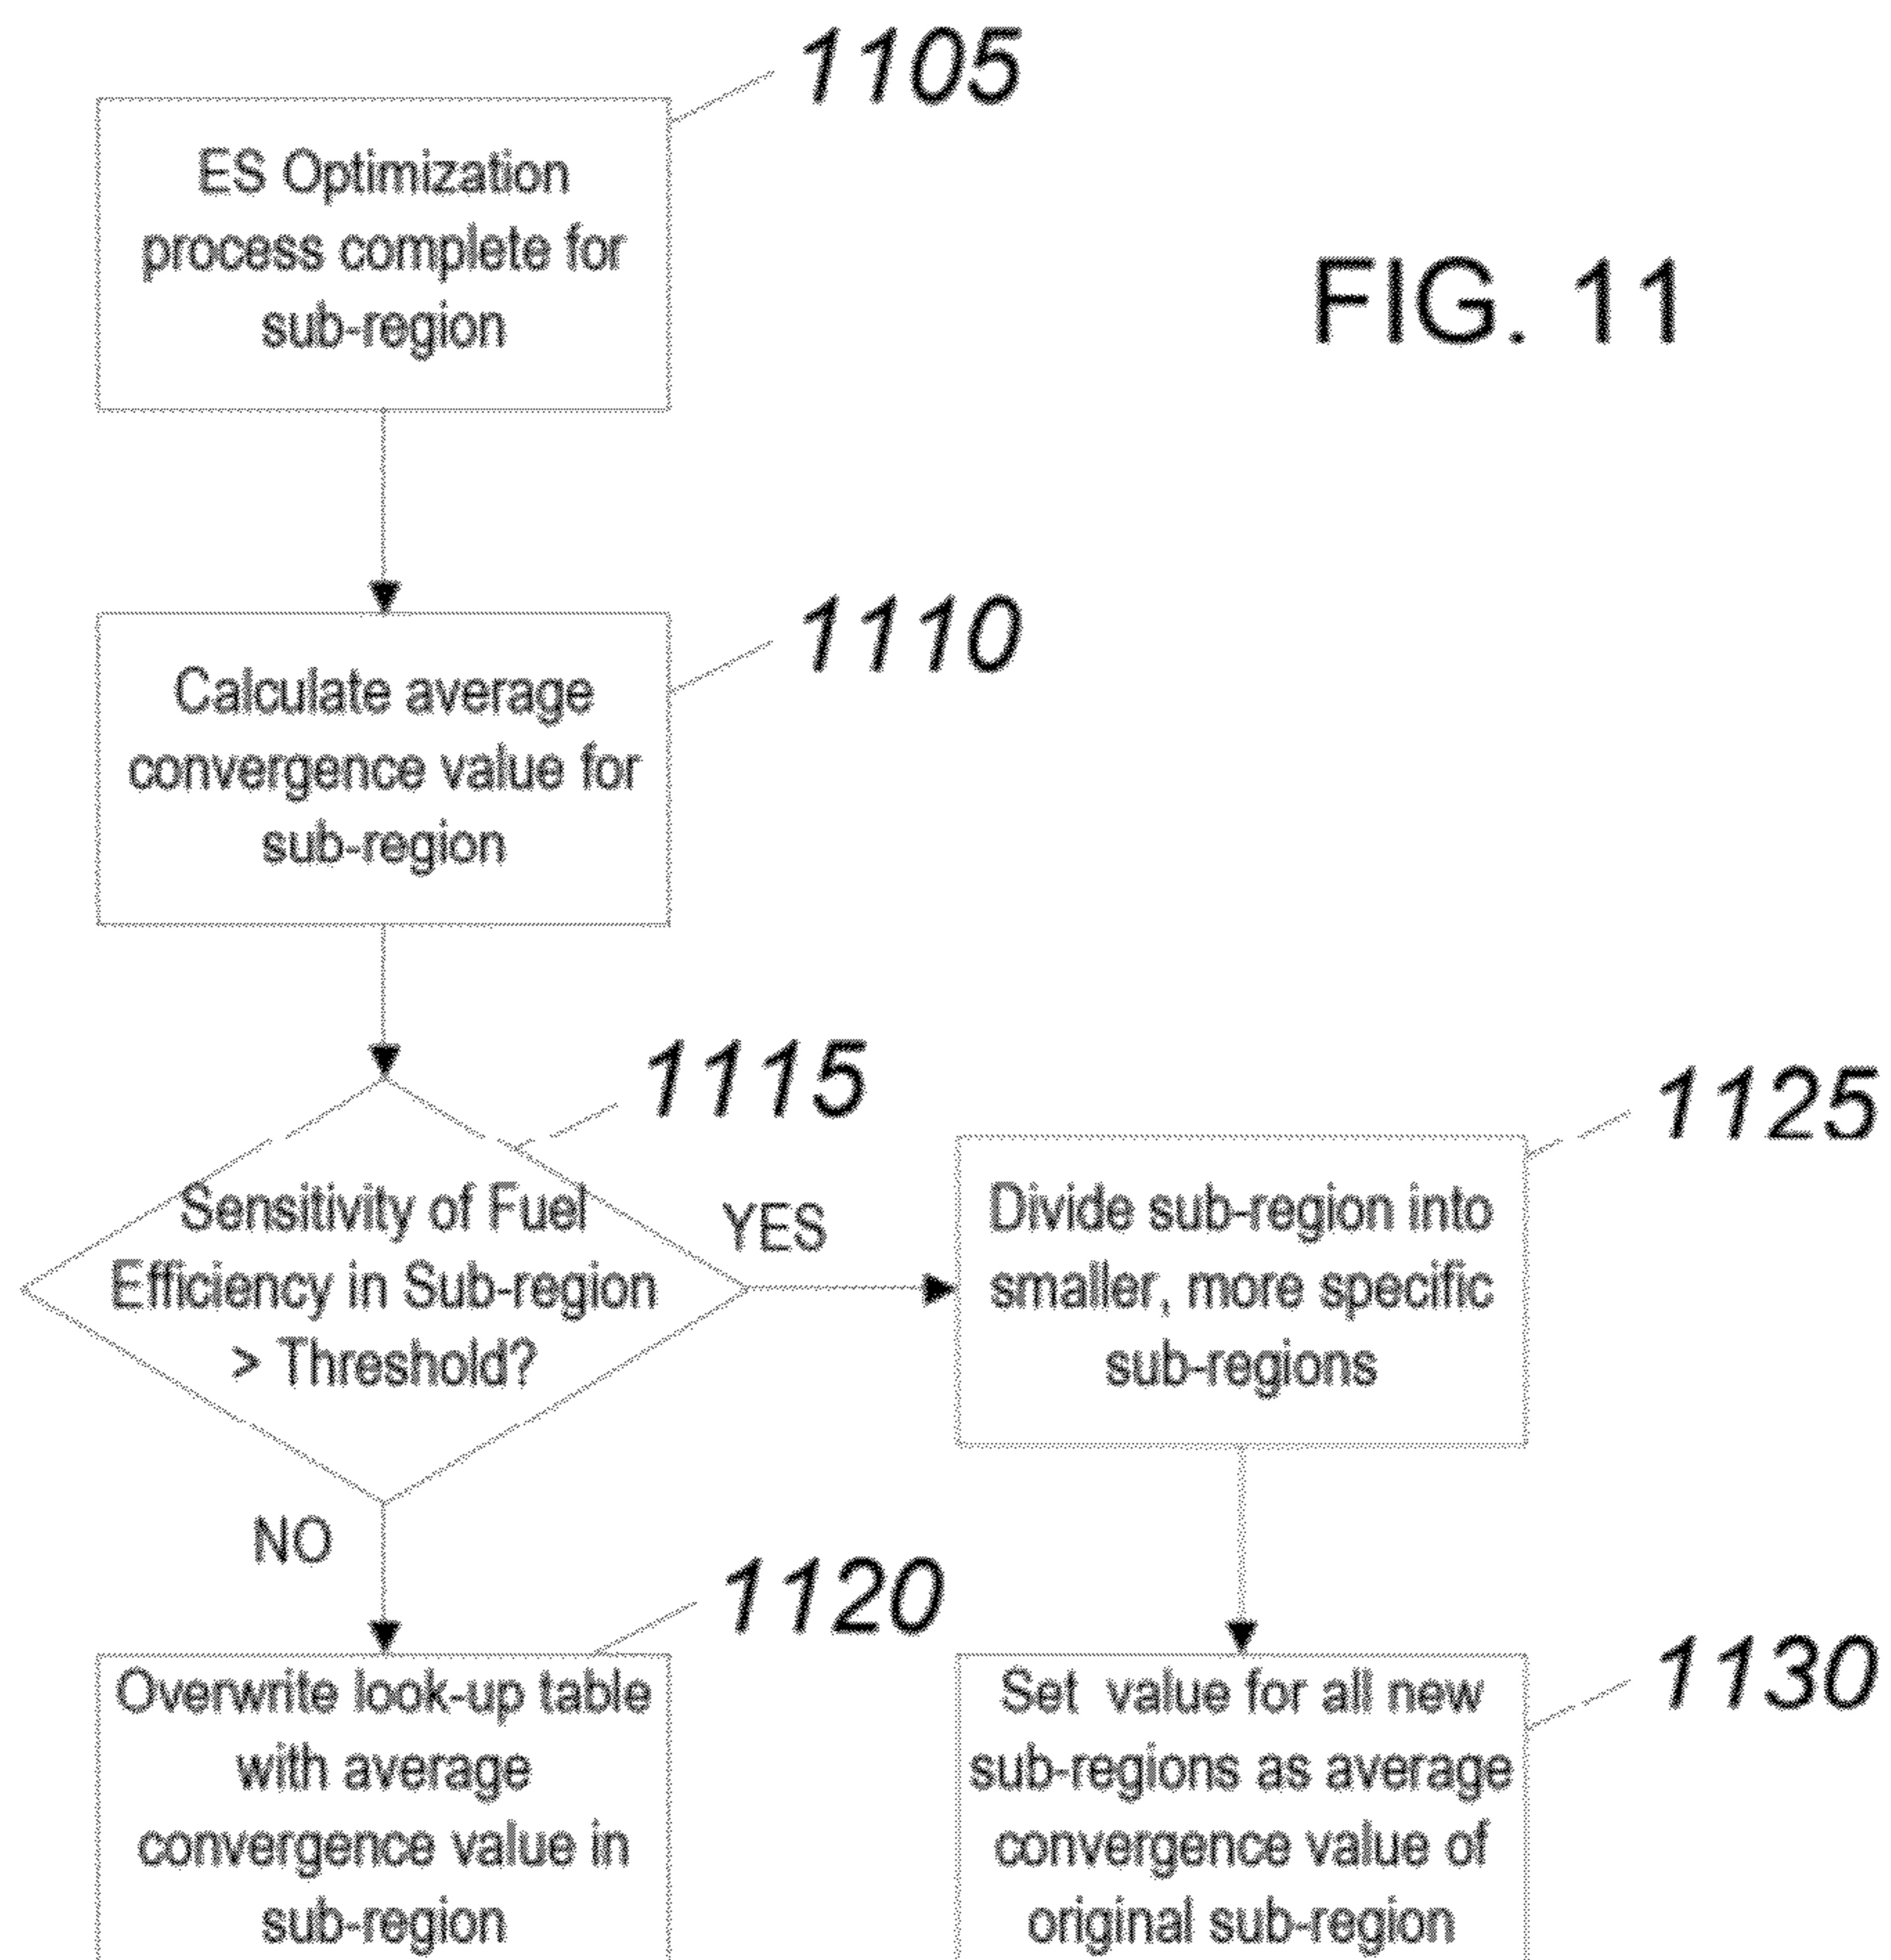 1105
ES Optimization
process complete for
sub-region
FIG. 11
1110
Calculate average
convergence value for
sub-region
1115
Sensitivity of Fuel
Efficiency in Sub-region
> Threshold?
YES
1125
Divide sub-region into
smaller, more specific
sub-regions
NO
1120
Overwrite look-up table
with average
convergence value in
sub-region
1130
Set value for all new
sub-regions as average
convergence value of
original sub-region